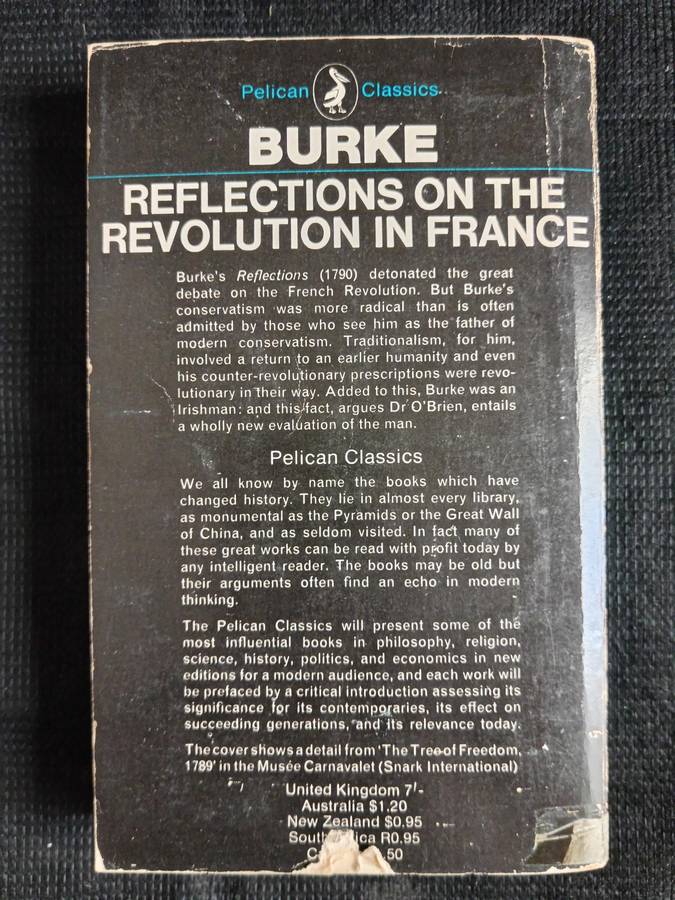 Pelican Classics
BURKE
REFLECTIONS ON THE
REVOLUTION IN FRANCE
Burke's Reflections (1790) detonated the great
debate on the French Revolution. But Burke's
conservatism was more radical than is often
admitted by those who see him as the father of
modern conservatism. Traditionalism, for him,
involved a return to an earlier humanity and even
his counter-revolutionary prescriptions were revo-
lutionary in their way. Added to this, Burke was an
Irishman: and this fact, argues Dr O'Brien, entails
a wholly new evaluation of the man.
Pelican Classics
We all know by name the books which have
changed history. They lie in almost every library,
as monumental as the Pyramids or the Great Wall
of China, and as seldom visited. In fact many of
these great works can be read with profit today by
any intelligent reader. The books may be old but
their arguments often find an echo in modern
thinking.
The Pelican Classics will present some of the
most influential books in philosophy, religion,
science, history, politics, and economics in new
editions for a modern audience, and each work will
be prefaced by a critical introduction assessing its
significance for its contemporaries, its effect on
succeeding generations, and its relevance today.
The cover shows a detail from 'The Tree of Freedom,
1789' in the Musée Carnavalet (Snark International)
United Kingdom 7/-
Australia $1.20
New Zealand $0.95
R0.95
.50